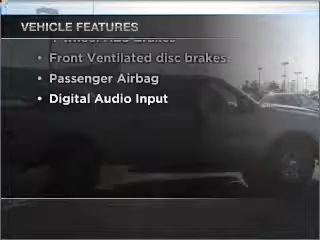 VEHICLE FEATURES
• Front Ventilated disc brakes
• Passenger Airbag
• Digital Audio Input